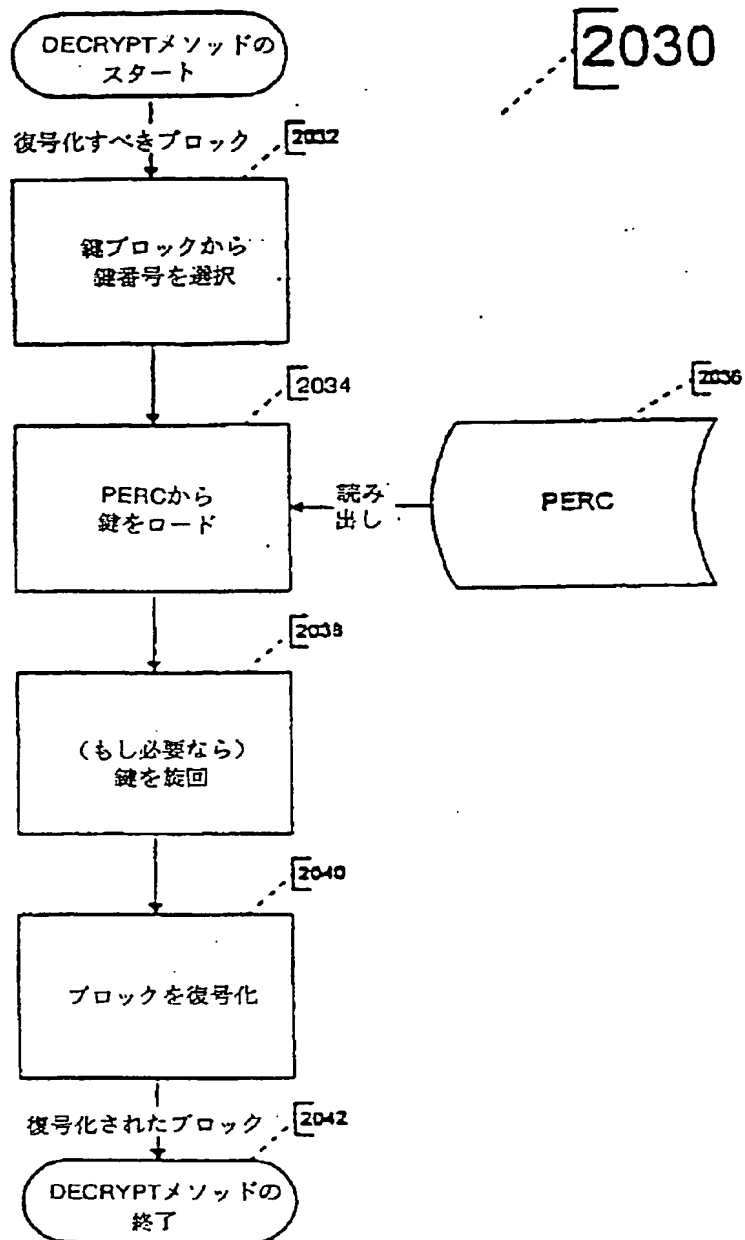 DECRYPTメソッドの
スタート
2030
復号化すべきブロック
2032
鍵ブロックから
鍵番号を選択
2034
2036
PERCから
鍵をロード
読み
出し
PERC
2038
(もし必要なら)
鍵を旋回
2040
ブロックを復号化
復号化されたブロック
2042
DECRYPTメソッドの
終了